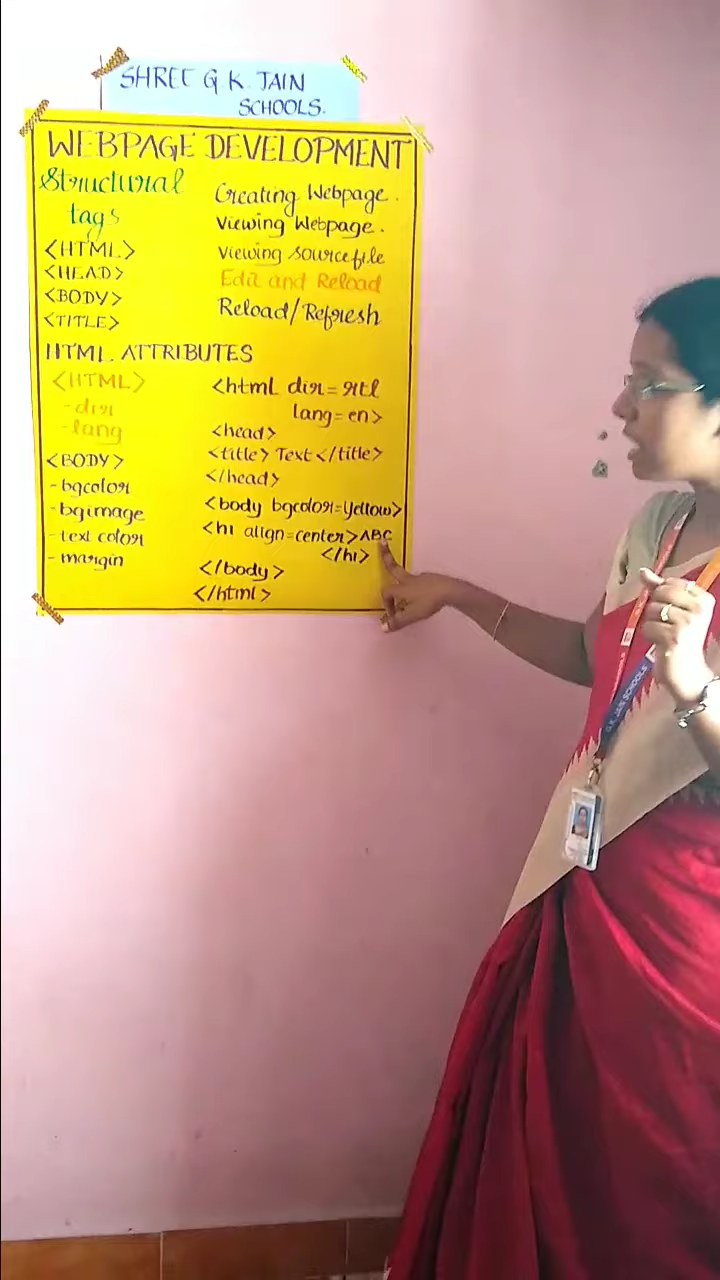 SHREE G K JAIN
SCHOOLS.
WEBPAGE DEVELOPMENT
Structural
tags
<HTML>
<HEAD>
<BODY>
<TITLE>
Creating Webpage.
Viewing Webpage.
Viewing sourcefile
Edit and Reload
Reload/Refresh
HTML ATTRIBUTES
<HTML>
-dir
-lang
<BODY>
-bgcolor
-bgimage
-text color
-margin
<html dir=rtl
lang=en>
<head>
<title> Text </title>
</head>
<body bgcolor=yellow>
<h1 align=center>ABC
</h1>
</body>
</html>
G.K. JAIN SCHOOLS